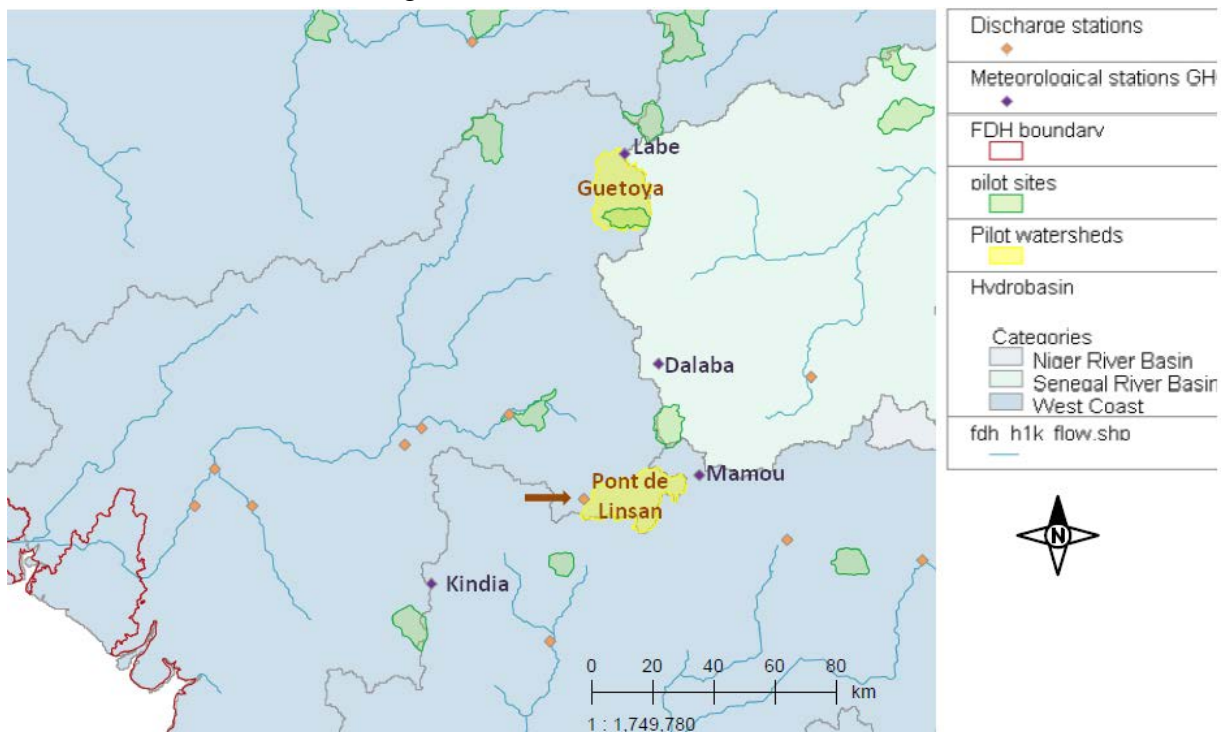 Labe
Guetoya
Dalaba
Pont de
Linsan
Mamou
Kindia
0 20 40 60 80
km
1 : 1,749,780
Discharge stations
Meteorological stations GH
FDH boundary
pilot sites
Pilot watersheds
Hydrobasin
Categories
Niger River Basin
Senegal River Basin
West Coast
fdh_h1k_flow.shp
N